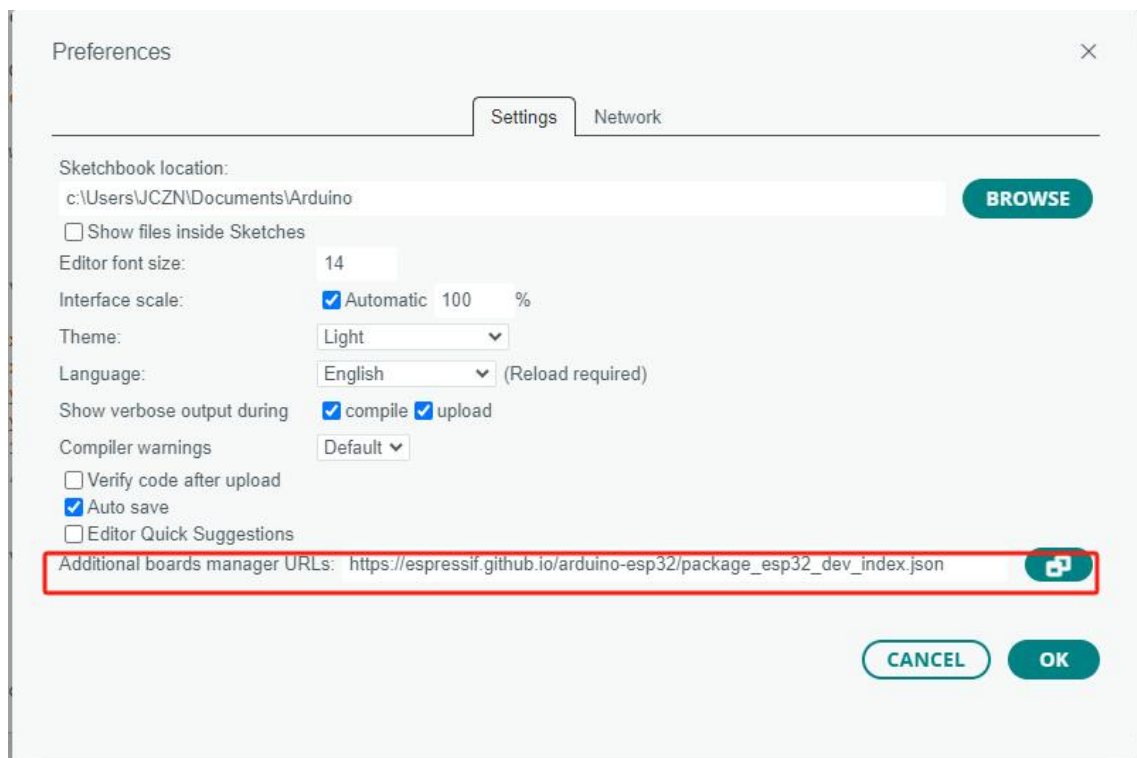 Preferences
Settings Network
Sketchbook location:
c:\Users\JCZN\Documents\Arduino BROWSE
Show files inside Sketches
Editor font size: 14
Interface scale: Automatic 100 %
Theme: Light
Language: English (Reload required)
Show verbose output during compile upload
Compiler warnings Default
Verify code after upload
Auto save
Editor Quick Suggestions
Additional boards manager URLs: https://espressif.github.io/arduino-esp32/package_esp32_dev_index.json
CANCEL OK